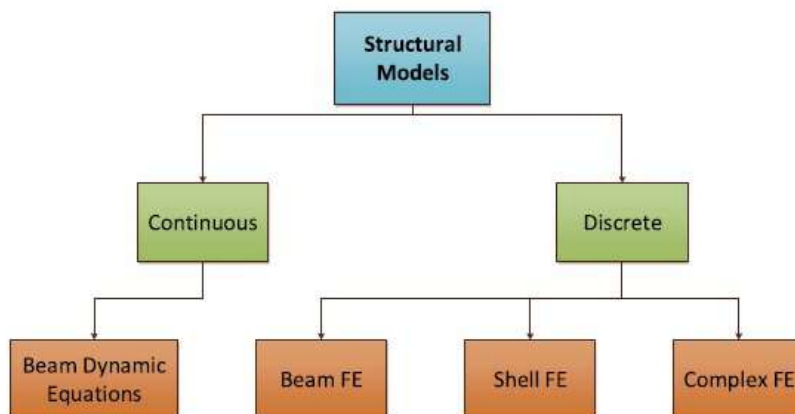 Structural
Models
Continuous
Discrete
Beam Dynamic
Equations
Beam FE
Shell FE
Complex FE